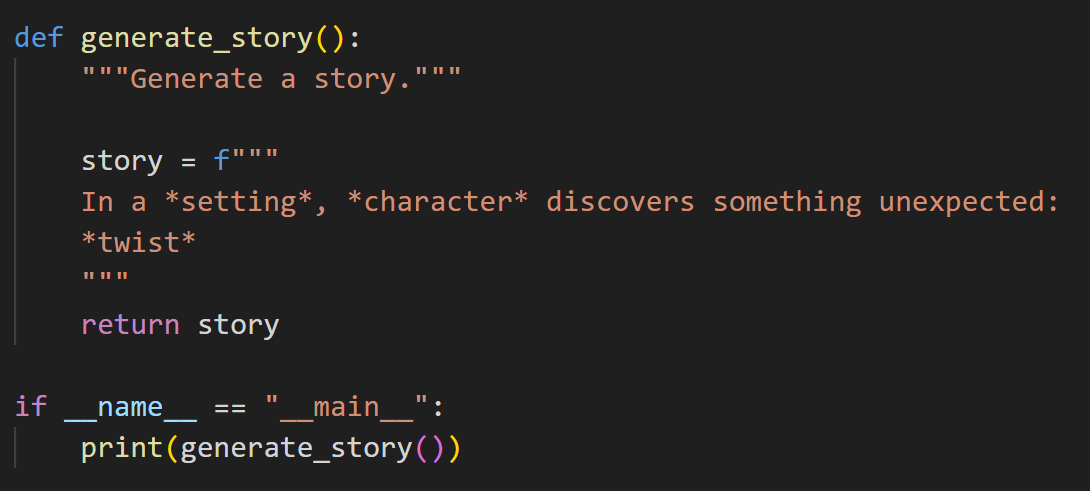 def generate_story():
    """Generate a story."""

    story = f"""
    In a *setting*, *character* discovers something unexpected:
    *twist*
    """
    return story

if __name__ == "__main__":
    print(generate_story())